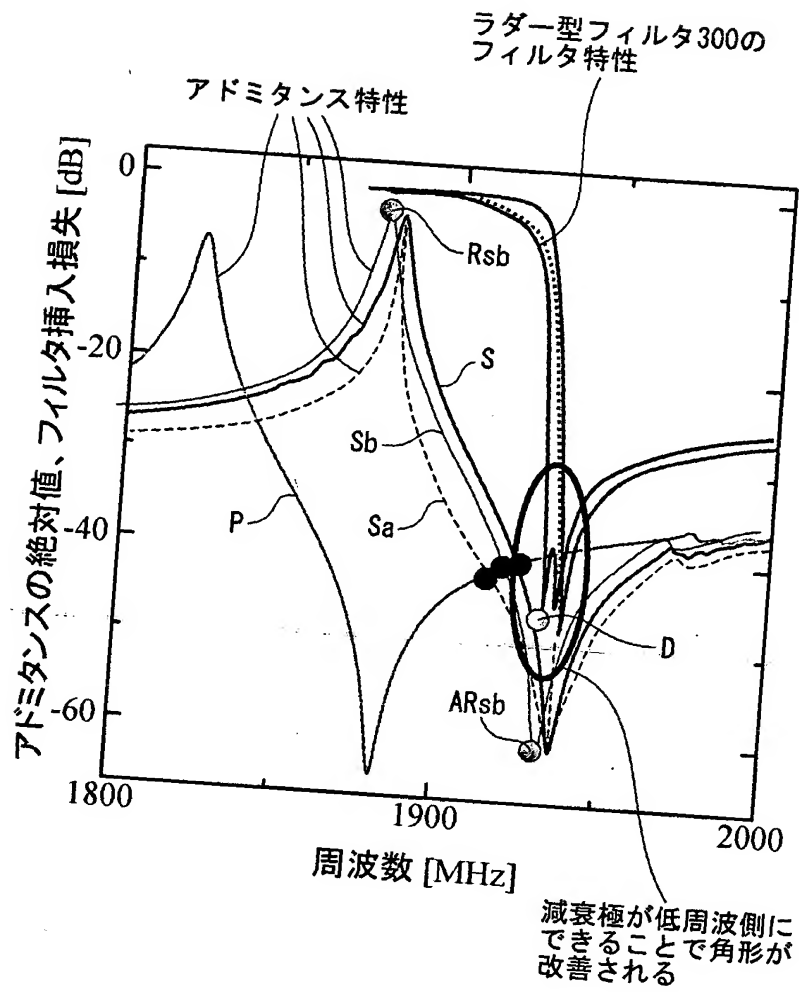 ラダー型フィルタ300の
フィルタ特性
アドミタンス特性
アドミタンスの絶対値、フィルタ挿入損失 [dB]
0
-20
-40
-60
Rsb
S
Sb
Sa
P
D
ARsb
1800
1900
2000
周波数 [MHz]
減衰極が低周波側に
できることで角形が
改善される